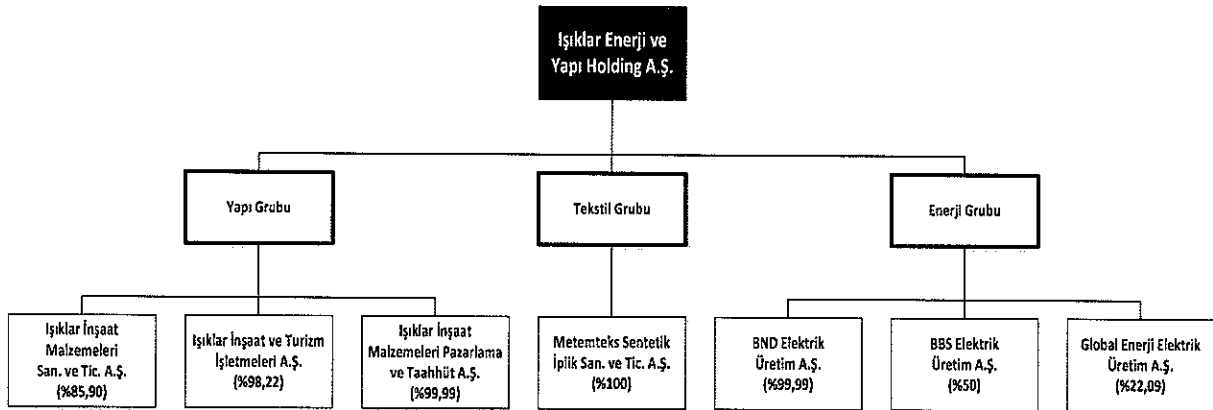 Işıklar Enerji ve
Yapı Holding A.Ş.
Yapı Grubu
Tekstil Grubu
Enerji Grubu
Işıklar İnşaat
Malzemeleri
San. ve Tic. A.Ş.
(%85,90)
Işıklar İnşaat ve Turizm
İşletmeleri A.Ş.
(%98,22)
Işıklar İnşaat
Malzemeleri Pazarlama
ve Taahhüt A.Ş.
(%99,99)
Metemteks Sentetik
İplik San. ve Tic. A.Ş.
(%100)
BND Elektrik
Üretim A.Ş.
(%99,99)
BBS Elektrik
Üretim A.Ş.
(%50)
Global Enerji Elektrik
Üretim A.Ş.
(%22,09)